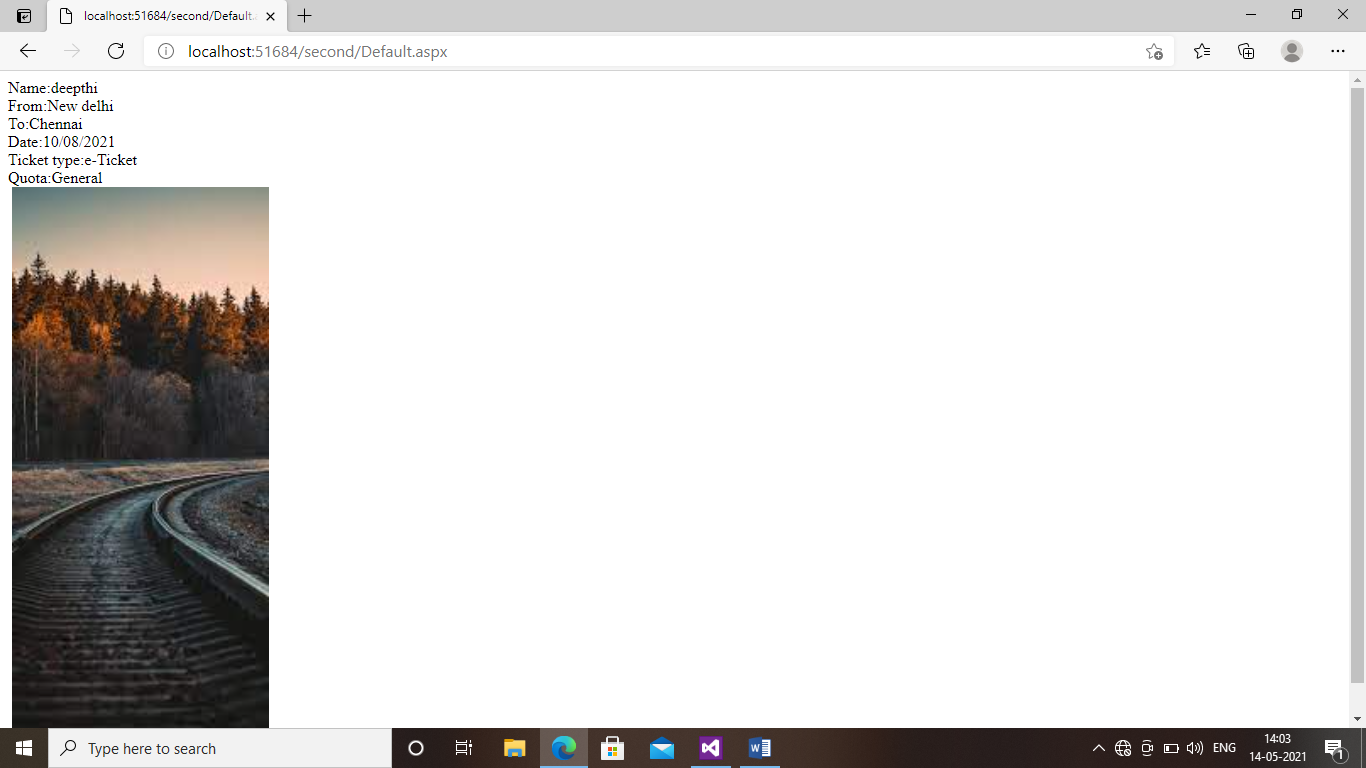 localhost:51684/second/Default.
localhost:51684/second/Default.aspx
Name:deepthi
From:New delhi
To:Chennai
Date:10/08/2021
Ticket type:e-Ticket
Quota:General
Type here to search
ENG
14:03
14-05-2021
1